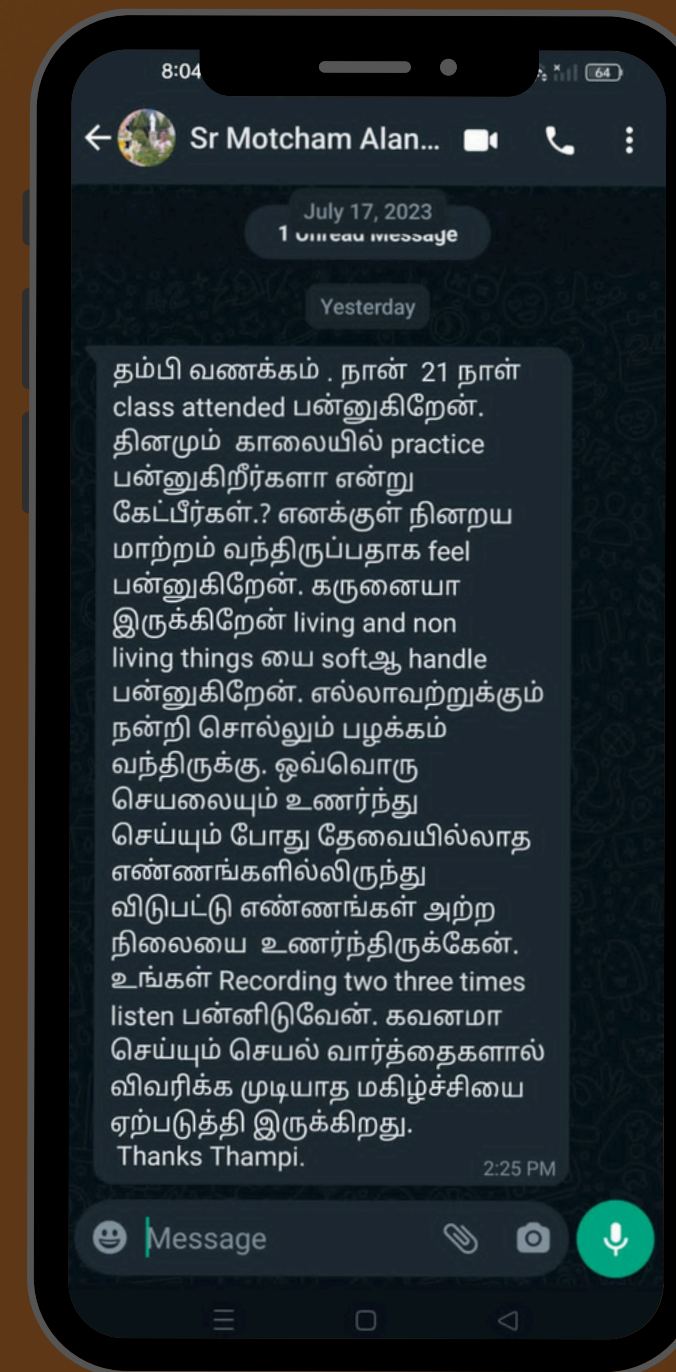 8:04
64
Sr Motcham Alan...
July 17, 2023
1 Unread Message
Yesterday
தம்பி வணக்கம் . நான் 21 நாள்
class attended பன்னுகிறேன்.
தினமும் காலையில் practice
பன்னுகிறீர்களா என்று
கேட்பீர்கள்.? எனக்குள் நினறய
மாற்றம் வந்திருப்பதாக feel
பன்னுகிறேன். கருனையா
இருக்கிறேன் living and non
living things யை softஆ handle
பன்னுகிறேன். எல்லாவற்றுக்கும்
நன்றி சொல்லும் பழக்கம்
வந்திருக்கு. ஒவ்வொரு
செயலையும் உணர்ந்து
செய்யும் போது தேவையில்லாத
எண்ணங்களில்லிருந்து
விடுபட்டு எண்ணங்கள் அற்ற
நிலையை உணர்ந்திருக்கேன்.
உங்கள் Recording two three times
listen பன்னிடுவேன். கவனமா
செய்யும் செயல் வார்த்தைகளால்
விவரிக்க முடியாத மகிழ்ச்சியை
ஏற்படுத்தி இருக்கிறது.
Thanks Thampi.
2:25 PM
Message